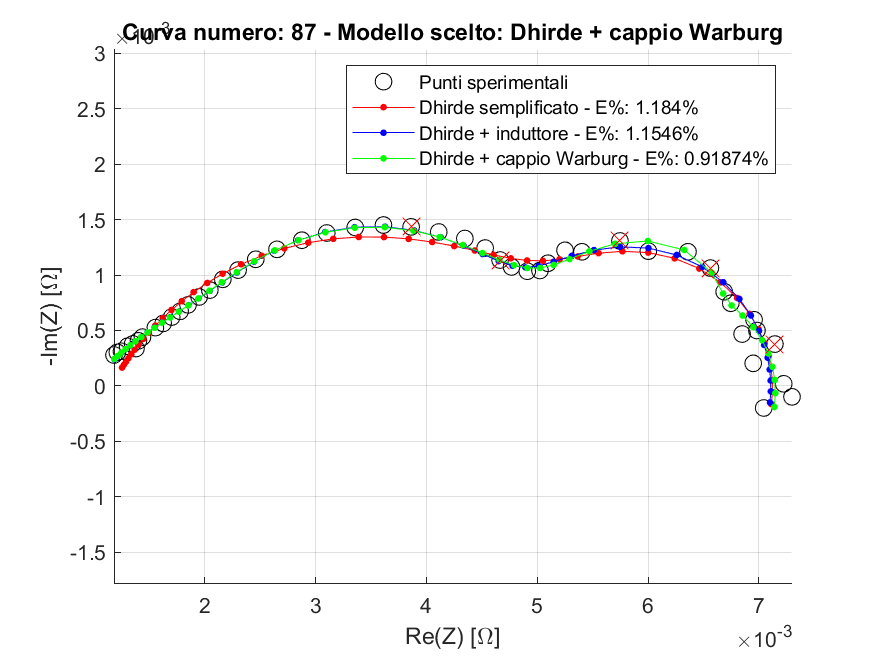 ×10⁻³
Curva numero: 87 - Modello scelto: Dhirde + cappio Warburg
Punti sperimentali
Dhirde semplificato - E%: 1.184%
Dhirde + induttore - E%: 1.1546%
Dhirde + cappio Warburg - E%: 0.91874%
3
2.5
2
1.5
1
0.5
0
-0.5
-1
-1.5
-Im(Z) [Ω]
2 3 4 5 6 7
Re(Z) [Ω]
×10⁻³